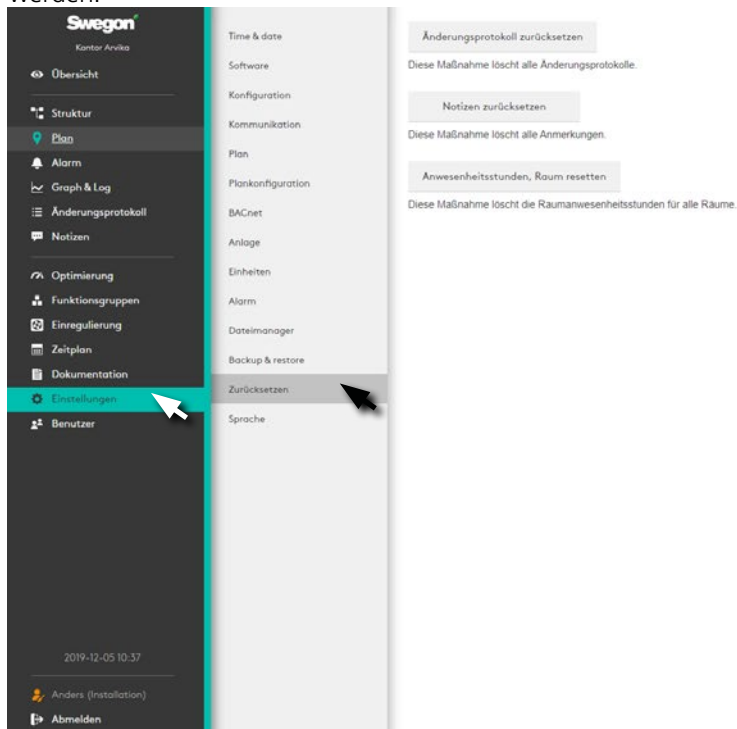 werden.
Swegon
Kontor Arvika
Übersicht
Struktur
Plan
Alarm
Graph & Log
Änderungsprotokoll
Notizen
Optimierung
Funktionsgruppen
Einregulierung
Zeitplan
Dokumentation
Einstellungen
Benutzer
2019-12-05 10:37
Anders (Installation)
Abmelden
Time & date
Software
Konfiguration
Kommunikation
Plan
Plankonfiguration
BACnet
Anlage
Einheiten
Alarm
Dateimanager
Backup & restore
Zurücksetzen
Sprache
Änderungsprotokoll zurücksetzen
Diese Maßnahme löscht alle Änderungsprotokolle.
Notizen zurücksetzen
Diese Maßnahme löscht alle Anmerkungen.
Anwesenheitsstunden, Raum resetten
Diese Maßnahme löscht die Raumanwesenheitsstunden für alle Räume.